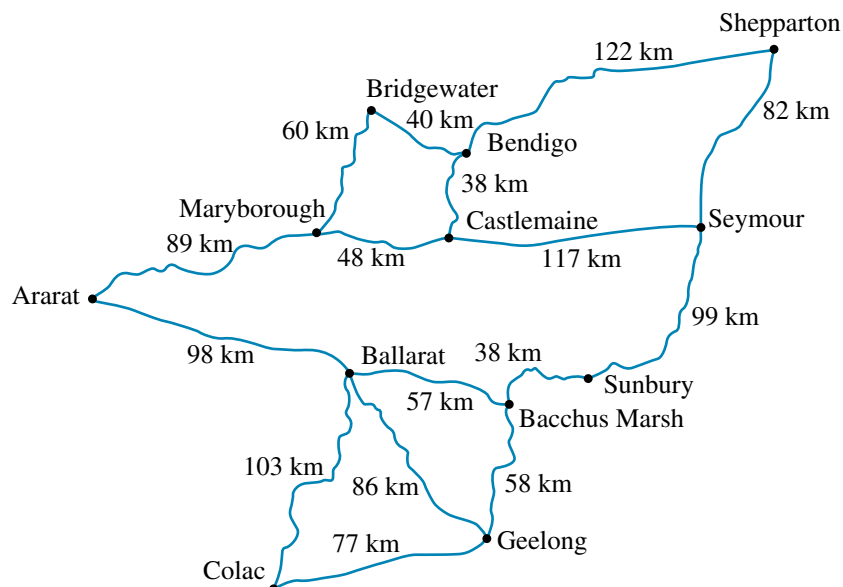 Shepparton
122 km
Bridgewater
82 km
60 km
40 km
Bendigo
38 km
Maryborough
Castlemaine
Seymour
89 km
48 km
117 km
Ararat
99 km
98 km
Ballarat
38 km
Sunbury
57 km
Bacchus Marsh
103 km
86 km
58 km
77 km
Geelong
Colac